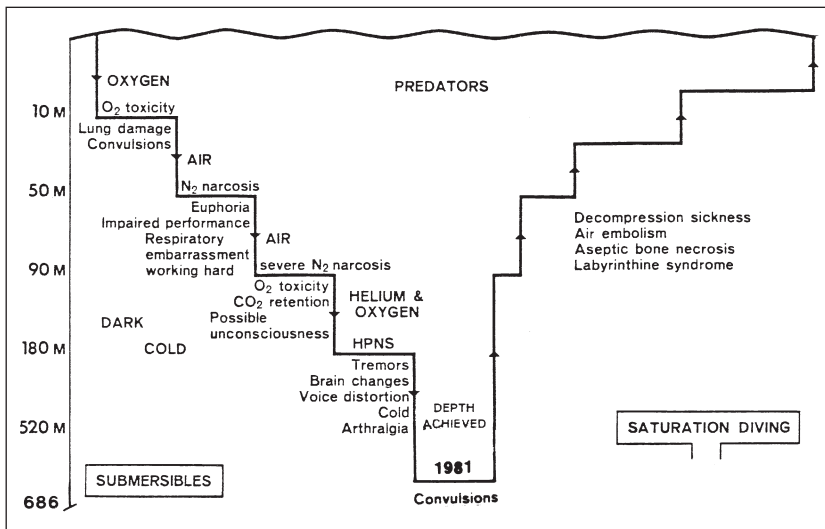 OXYGEN
PREDATORS
10 M
O₂ toxicity
Lung damage
Convulsions
AIR
50 M
N₂ narcosis
Euphoria
Impaired performance
Respiratory
embarrassment
working hard
AIR
Decompression sickness
Air embolism
Aseptic bone necrosis
Labyrinthine syndrome
90 M
severe N₂ narcosis
O₂ toxicity
CO₂ retention
Possible
unconsciousness
HELIUM &
OXYGEN
DARK
COLD
180 M
HPNS
Tremors
Brain changes
Voice distortion
Cold
Arthralgia
DEPTH
ACHIEVED
520 M
SATURATION DIVING
1981
SUBMERSIBLES
Convulsions
686